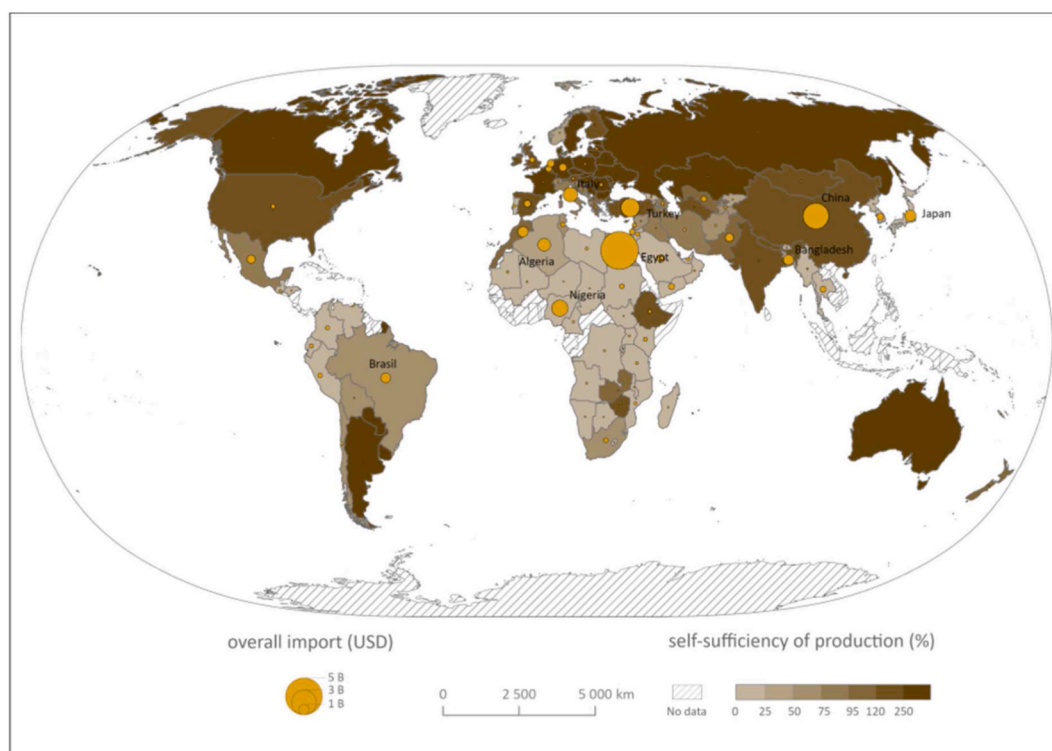 Italy
China
Turkey
Japan
Algeria
Egypt
Bangladesh
Nigeria
Brasil
overall import (USD)
5 B
3 B
1 B
0 2 500 5 000 km
self-sufficiency of production (%)
No data
0 25 50 75 95 120 250